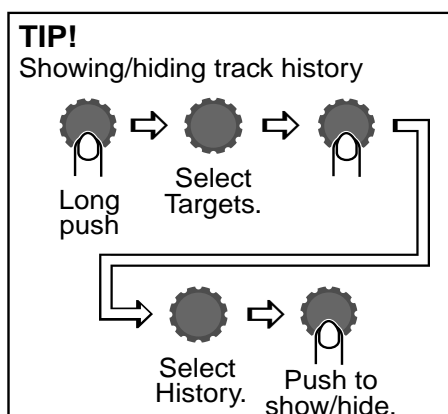 TIP!
Showing/hiding track history
Long
push
Select
Targets.
Select
History.
Push to
show/hide.